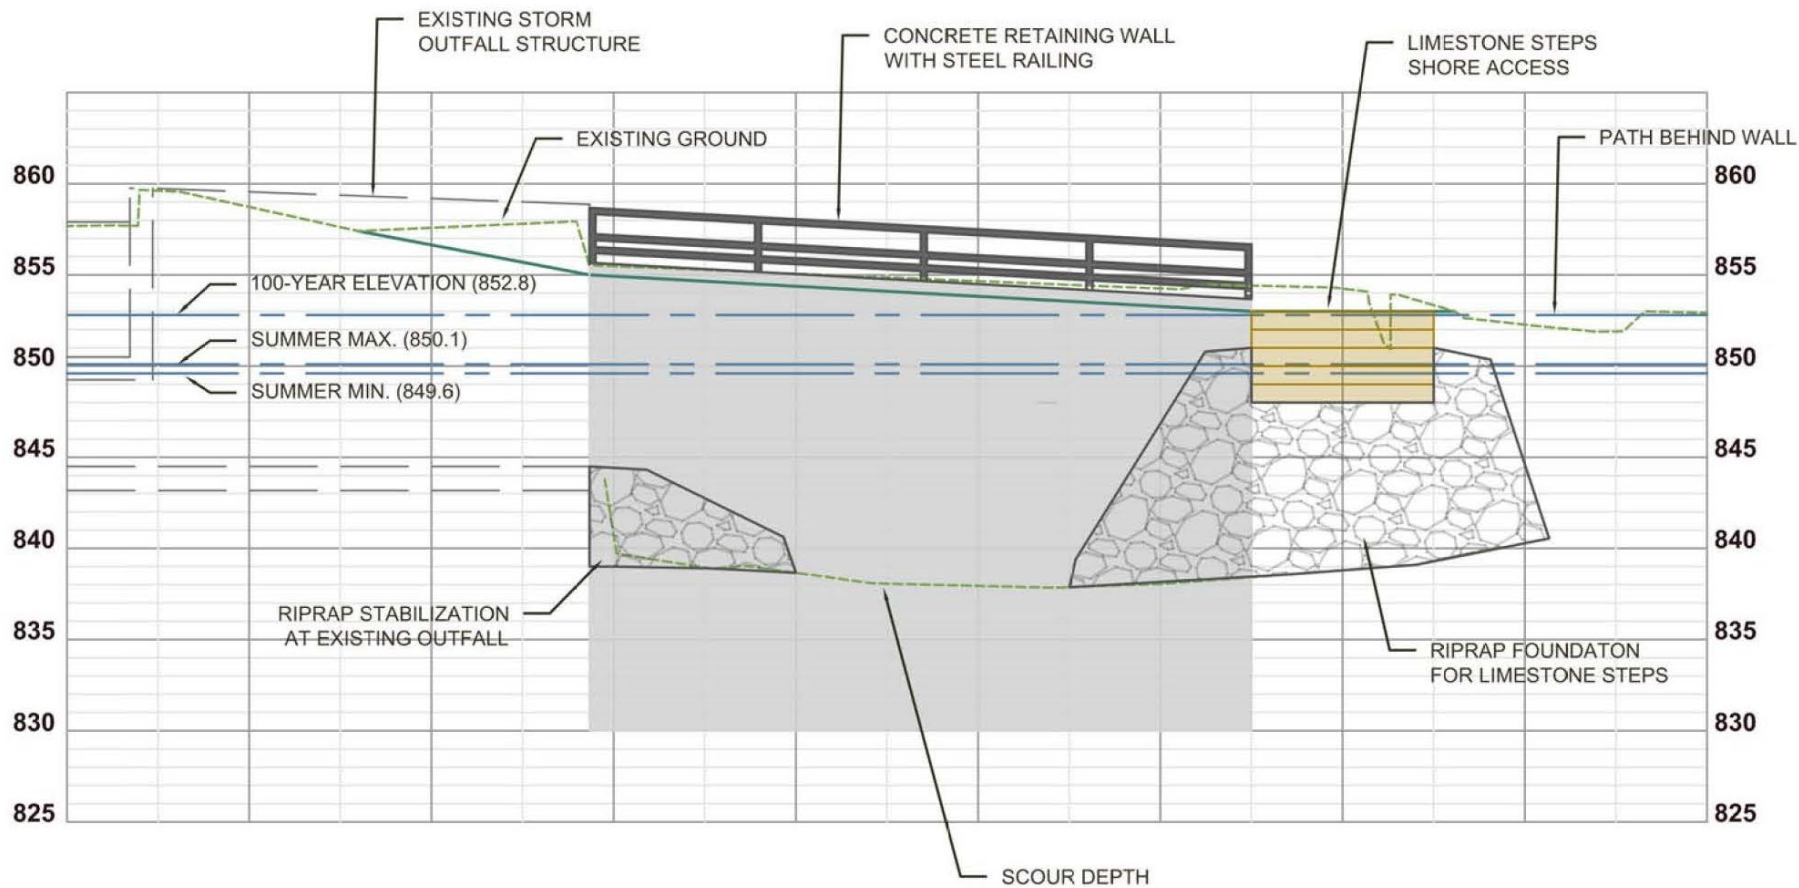 EXISTING STORM
OUTFALL STRUCTURE
CONCRETE RETAINING WALL
WITH STEEL RAILING
LIMESTONE STEPS
SHORE ACCESS
EXISTING GROUND
PATH BEHIND WALL
860
860
855
855
100-YEAR ELEVATION (852.8)
SUMMER MAX. (850.1)
850
850
SUMMER MIN. (849.6)
845
845
840
840
RIPRAP STABILIZATION
AT EXISTING OUTFALL
835
835
RIPRAP FOUNDATON
FOR LIMESTONE STEPS
830
830
825
825
SCOUR DEPTH